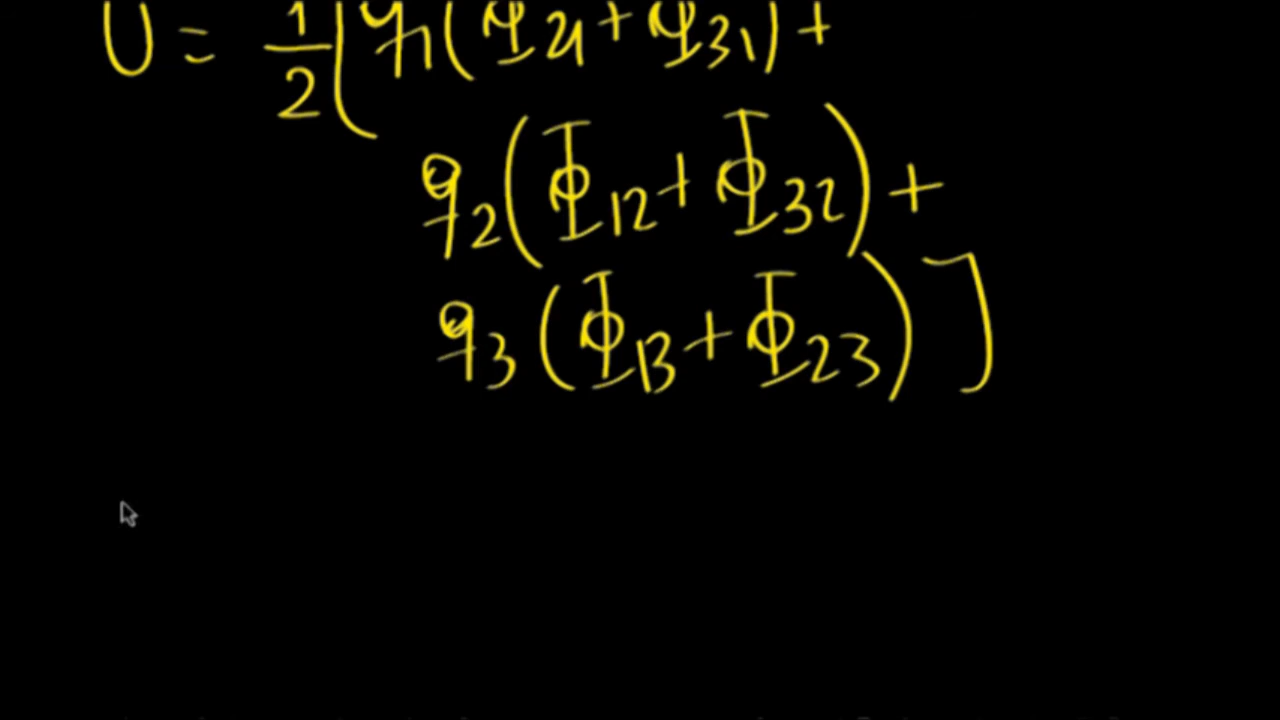 U = 1/2 [q1(Φ21 + Φ31) +
q2(Φ12 + Φ32) +
q3(Φ13 + Φ23)]